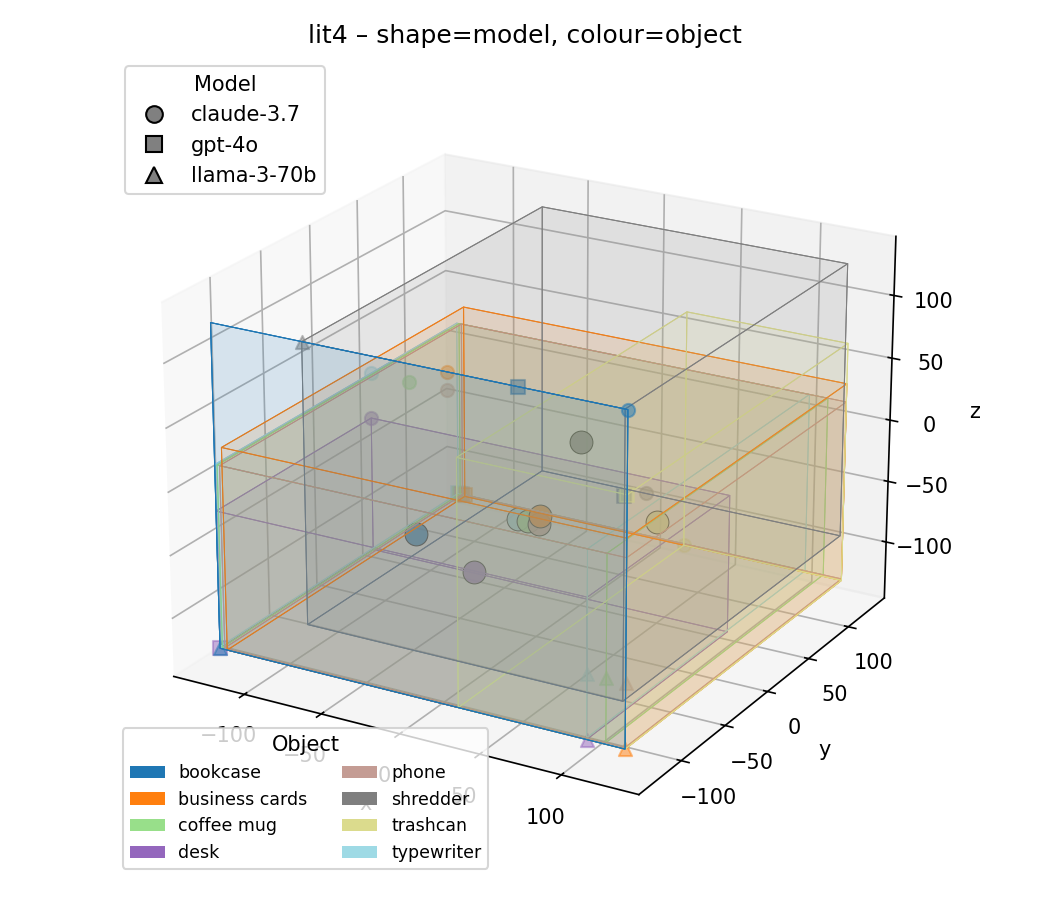 lit4 – shape=model, colour=object
Model
claude-3.7
gpt-4o
llama-3-70b
100
50
0
−50
−100
z
100
50
0
−50
−100
y
−100
−50
0
50
100
x
Object
bookcase
business cards
coffee mug
desk
phone
shredder
trashcan
typewriter